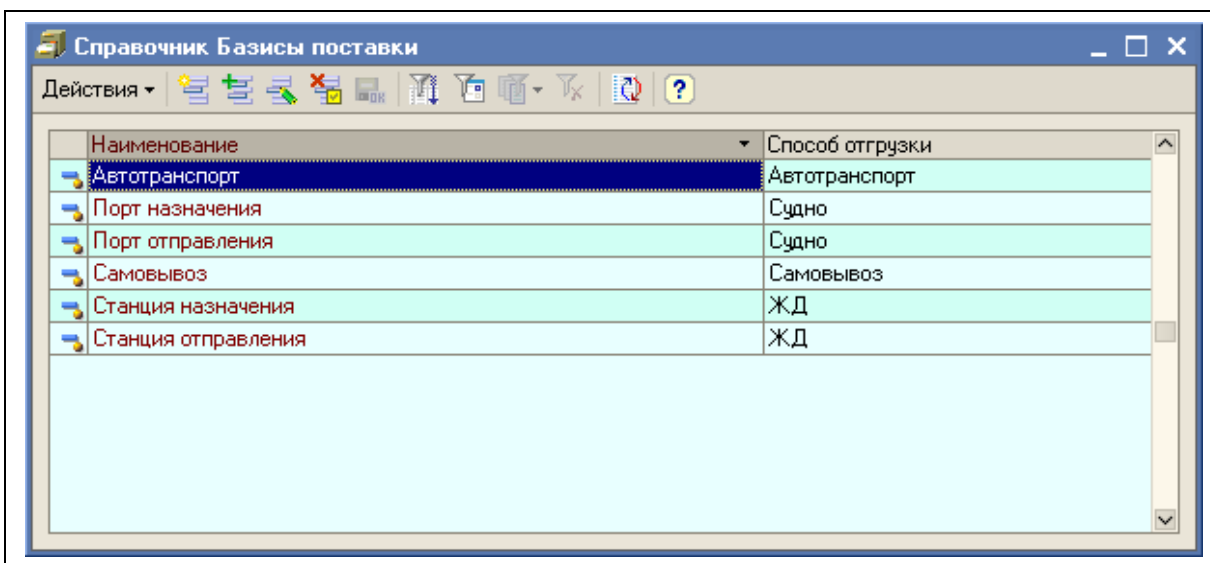 Справочник Базисы поставки
Действия
Наименование Способ отгрузки
Автотранспорт Автотранспорт
Порт назначения Судно
Порт отправления Судно
Самовывоз Самовывоз
Станция назначения ЖД
Станция отправления ЖД